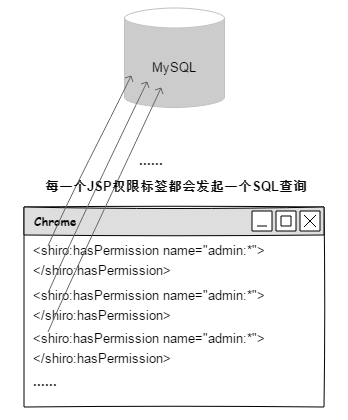 MySQL
......
每一个JSP权限标签都会发起一个SQL查询
Chrome
<shiro:hasPermission name="admin:*">
</shiro:hasPermission>
<shiro:hasPermission name="admin:*">
</shiro:hasPermission>
<shiro:hasPermission name="admin:*">
</shiro:hasPermission>
......